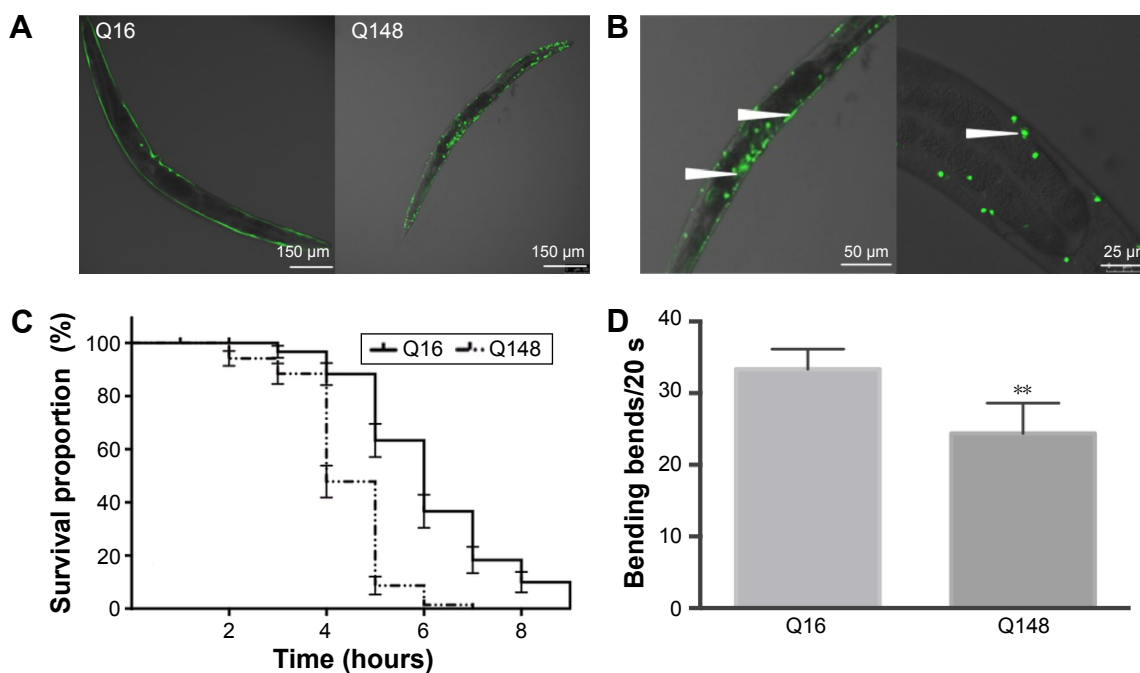 A
Q16
Q148
150 µm
150 µm
B
50 µm
25 µm
C
Survival proportion (%)
100
80
60
40
20
0
Q16 Q148
2 4 6 8
Time (hours)
D
Bending bends/20 s
40
30
20
10
0
**
Q16 Q148